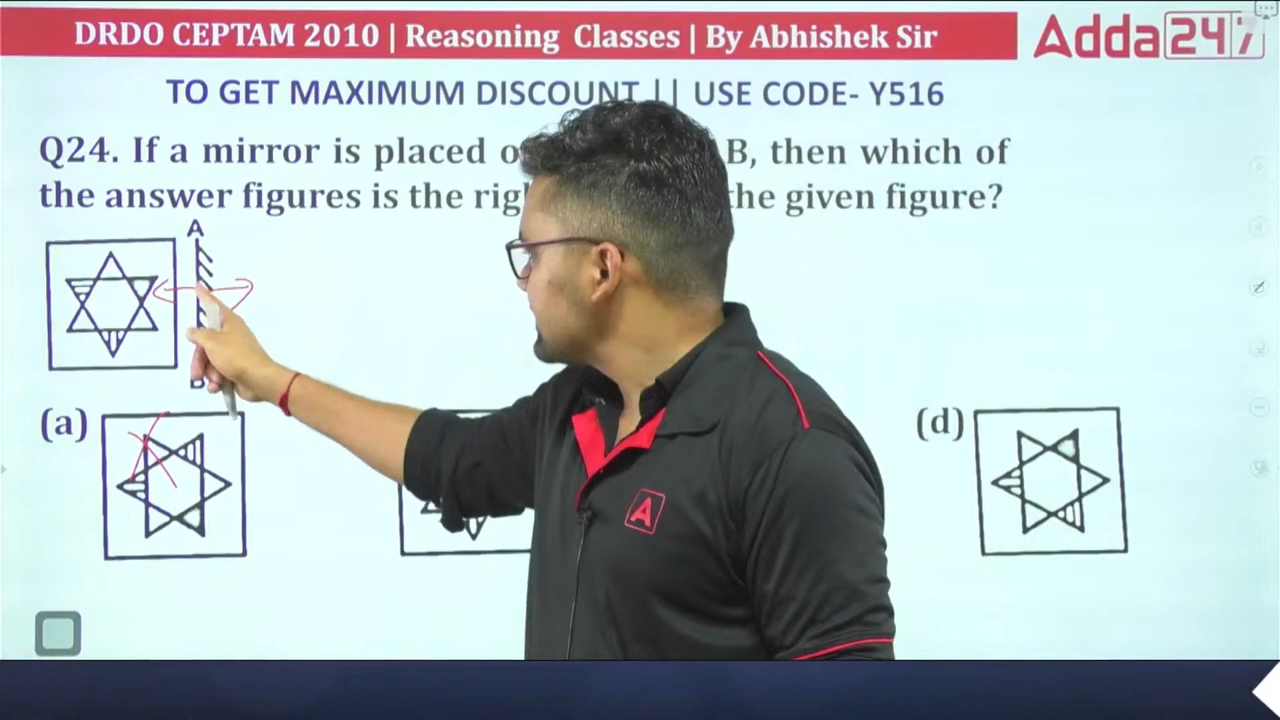 DRDO CEPTAM 2010 | Reasoning Classes | By Abhishek Sir
Adda247
TO GET MAXIMUM DISCOUNT || USE CODE- Y516
Q24. If a mirror is placed B, then which of
the answer figures is the the given figure?
A
B
(a)
(d)
A